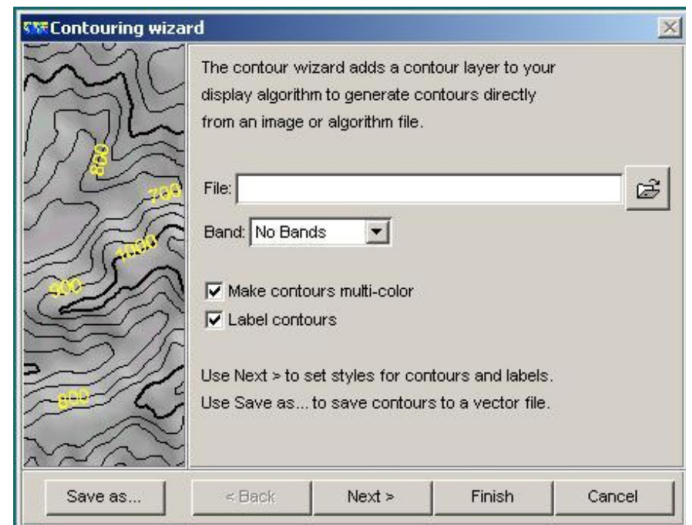 Contouring wizard
800
700
1000
900
800
The contour wizard adds a contour layer to your
display algorithm to generate contours directly
from an image or algorithm file.
File:
Band: No Bands
Make contours multi-color
Label contours
Use Next > to set styles for contours and labels.
Use Save as... to save contours to a vector file.
Save as... < Back Next > Finish Cancel